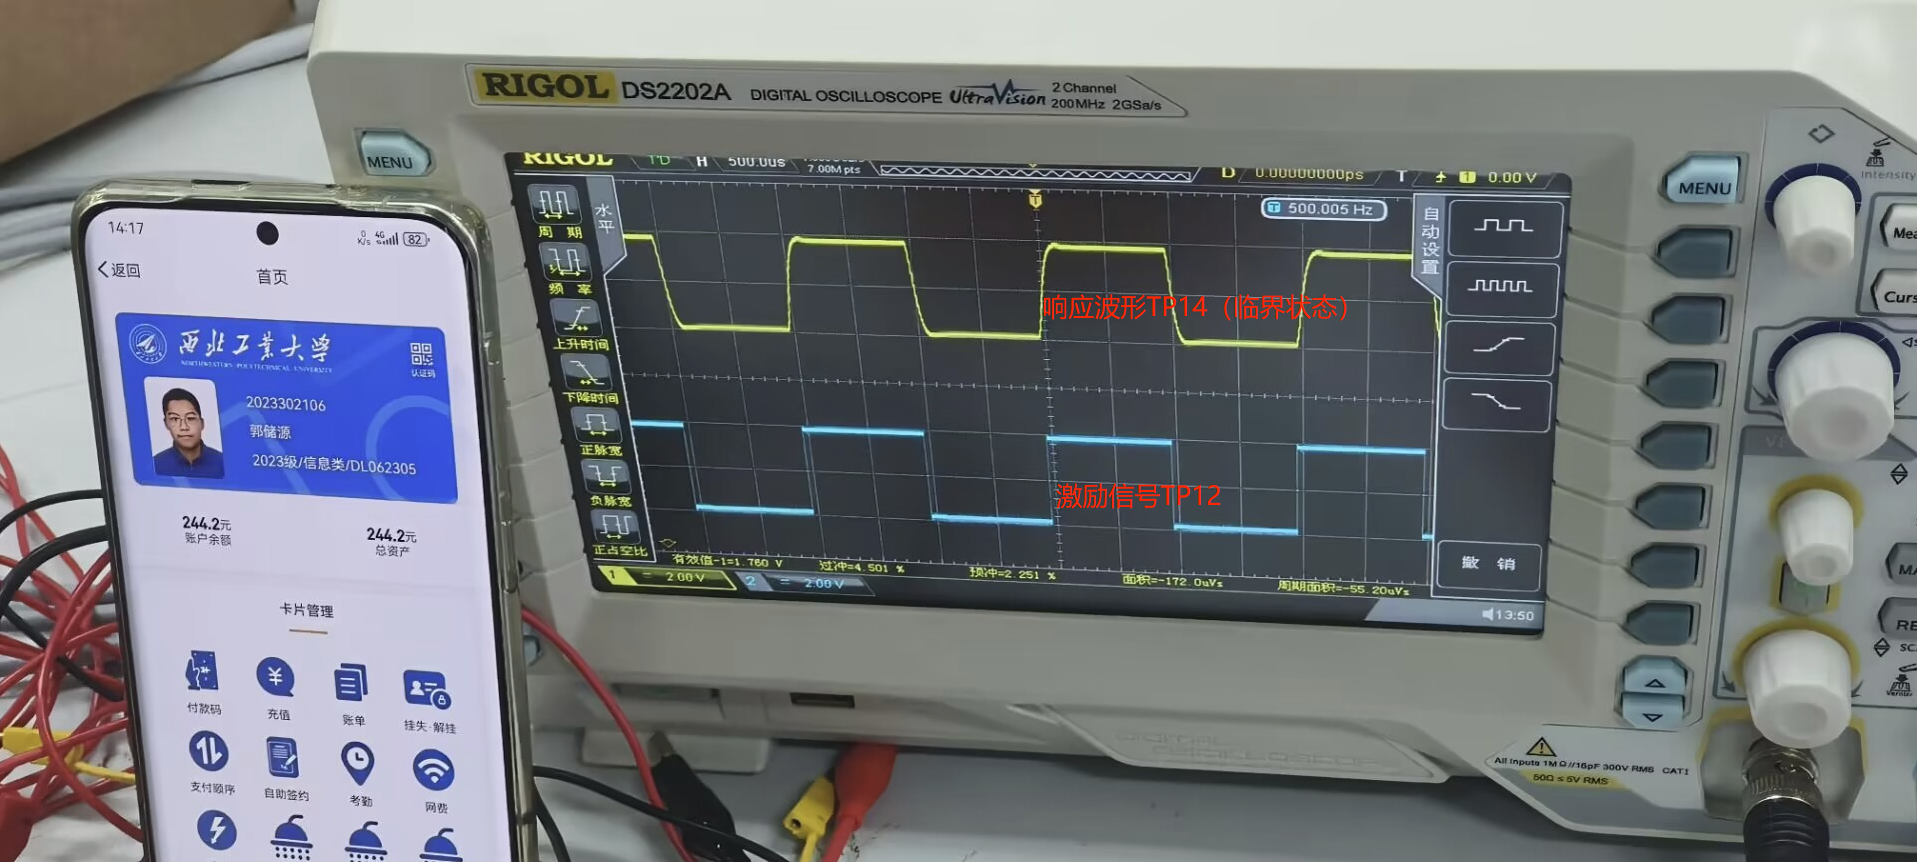 RIGOL DS2202A DIGITAL OSCILLOSCOPE UltraVision 2 Channel
200MHz 2GSa/s
MENU
RIGOL T'D H 500.0us
7.00M pts
D 0.00000000ps T 1 0.00 V
500.005 Hz
水平
周 期
频 率
上升时间
下降时间
正脉宽
负脉宽
正占空比
自动设置
响应波形TP14（临界状态）
激励信号TP12
有效值-1=1.760 V 过冲=4.501 % 预冲=2.251 % 面积=-172.0uVs 周期面积=-55.20uVs
1 = 2.00 V 2 = 2.00 V
撤 销
13:50
MENU
Intensity
Mea
Curs
All Inputs 1MΩ//16pF 300V RMS CATI
50Ω ≤ 5V RMS
14:17
0 K/s 4G 82
返回
首页
西北工业大学
NORTHWESTERN POLYTECHNICAL UNIVERSITY
认证码
2023302106
郭储源
2023级/信息类/DL062305
244.2元
账户余额
244.2元
总资产
卡片管理
付款码
充值
账单
挂失·解挂
支付顺序
自助签约
考勤
网费